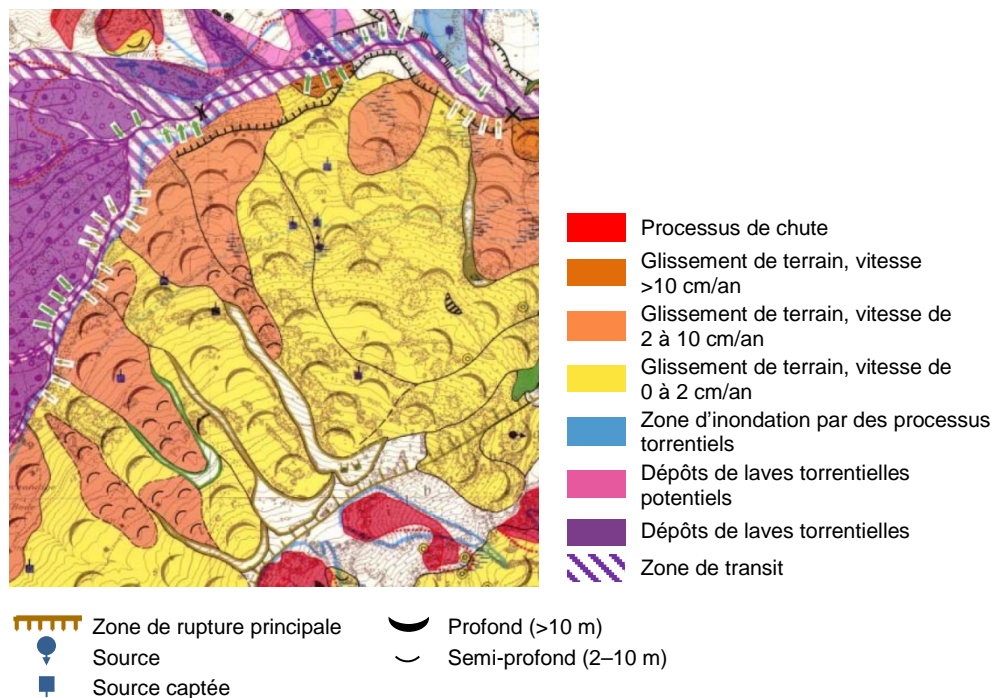 Processus de chute
Glissement de terrain, vitesse
>10 cm/an
Glissement de terrain, vitesse de
2 à 10 cm/an
Glissement de terrain, vitesse de
0 à 2 cm/an
Zone d'inondation par des processus
torrentiels
Dépôts de laves torrentielles
potentiels
Dépôts de laves torrentielles
Zone de transit
Zone de rupture principale
Source
Source captée
Profond (>10 m)
Semi-profond (2–10 m)